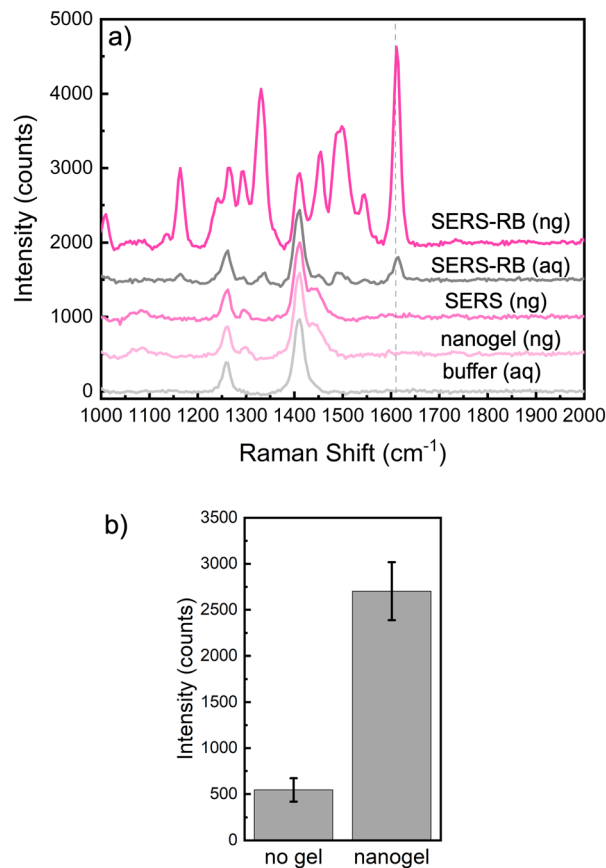 a)
5000
4000
3000
2000
1000
0
Intensity (counts)
SERS-RB (ng)
SERS-RB (aq)
SERS (ng)
nanogel (ng)
buffer (aq)
1000 1100 1200 1300 1400 1500 1600 1700 1800 1900 2000
Raman Shift (cm⁻¹)
b)
3500
3000
2500
2000
1500
1000
500
0
Intensity (counts)
no gel nanogel